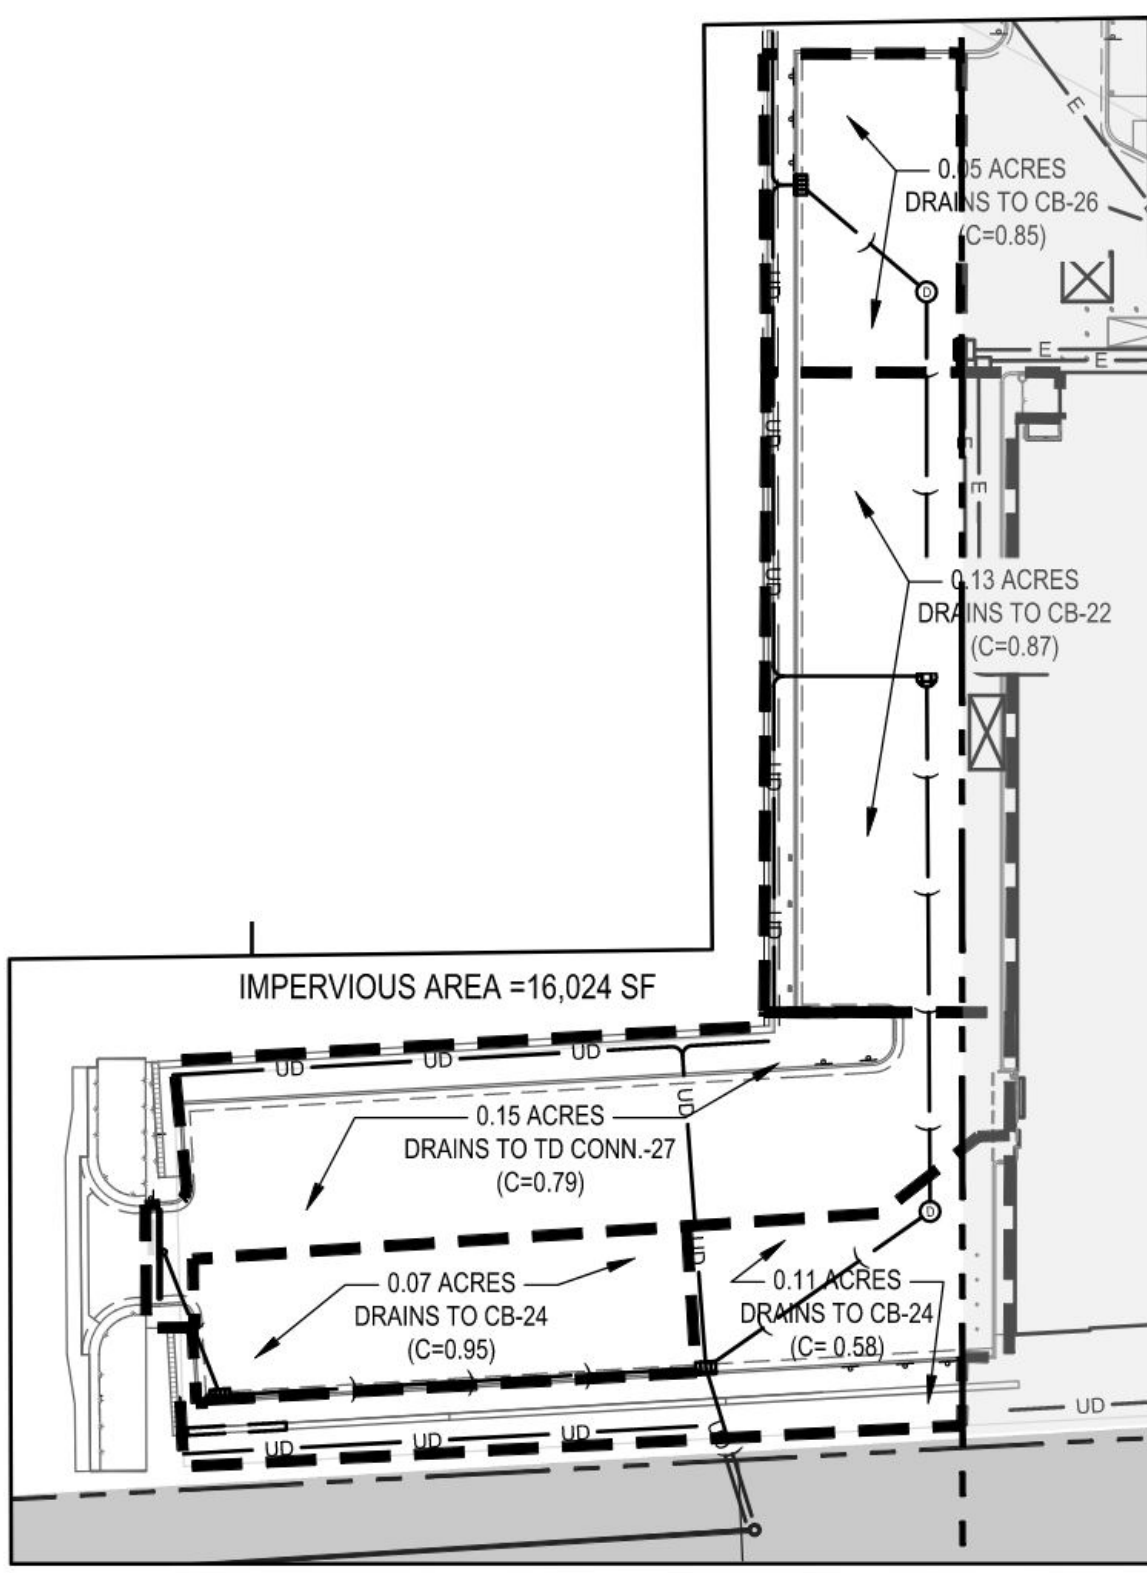 E
0.05 ACRES
DRAINS TO CB-26
(C=0.85)
UD
D
E
E
UD
E
E
UD
0.13 ACRES
DRAINS TO CB-22
(C=0.87)
UD
UD
IMPERVIOUS AREA =16,024 SF
UD
UD
UD
UD
0.15 ACRES
DRAINS TO TD CONN.-27
(C=0.79)
D
UD
0.07 ACRES
DRAINS TO CB-24
(C=0.95)
0.11 ACRES
DRAINS TO CB-24
(C= 0.58)
UD
UD
UD
UD
UD